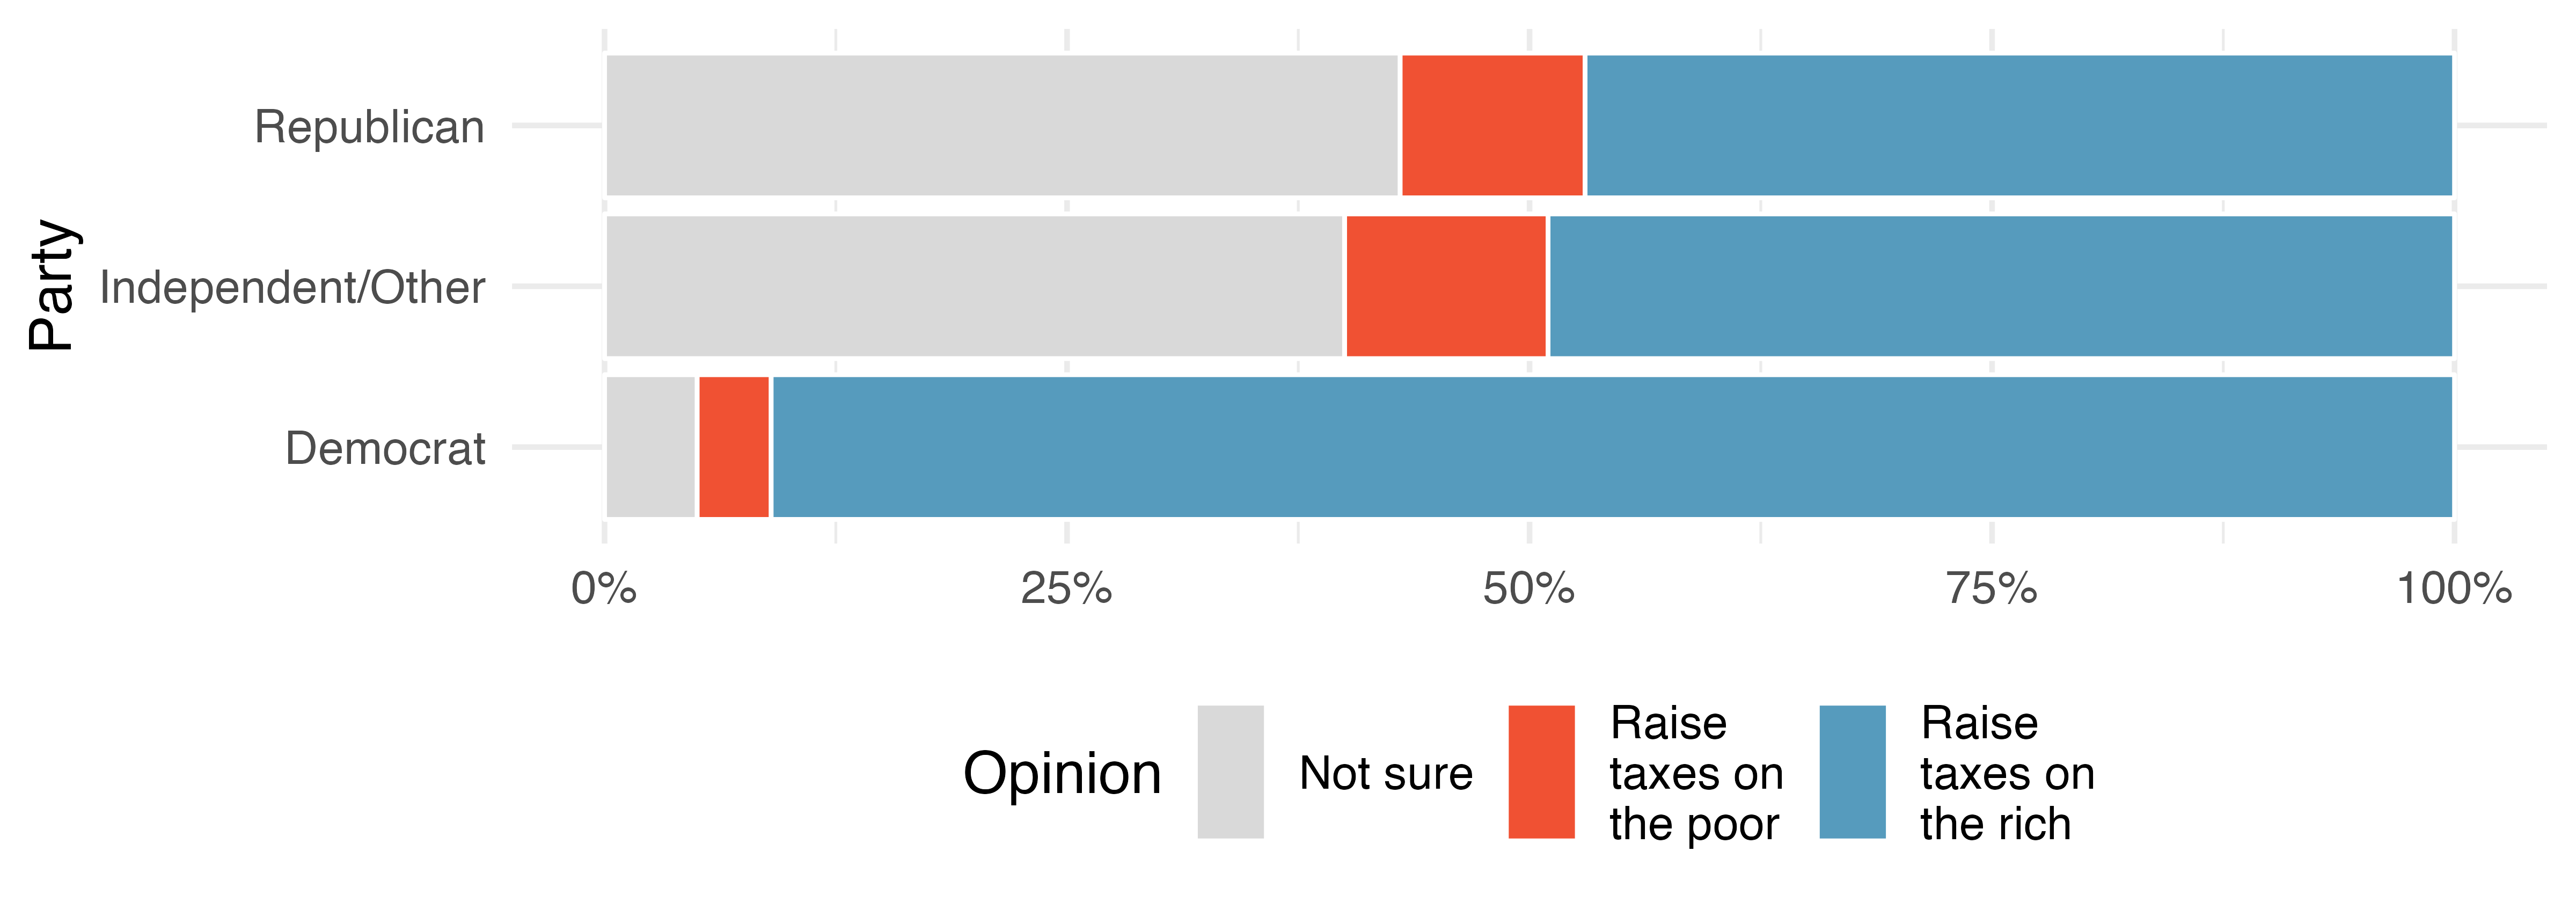 Party
Republican
Independent/Other
Democrat
0% 25% 50% 75% 100%
Opinion
Not sure
Raise
taxes on
the poor
Raise
taxes on
the rich